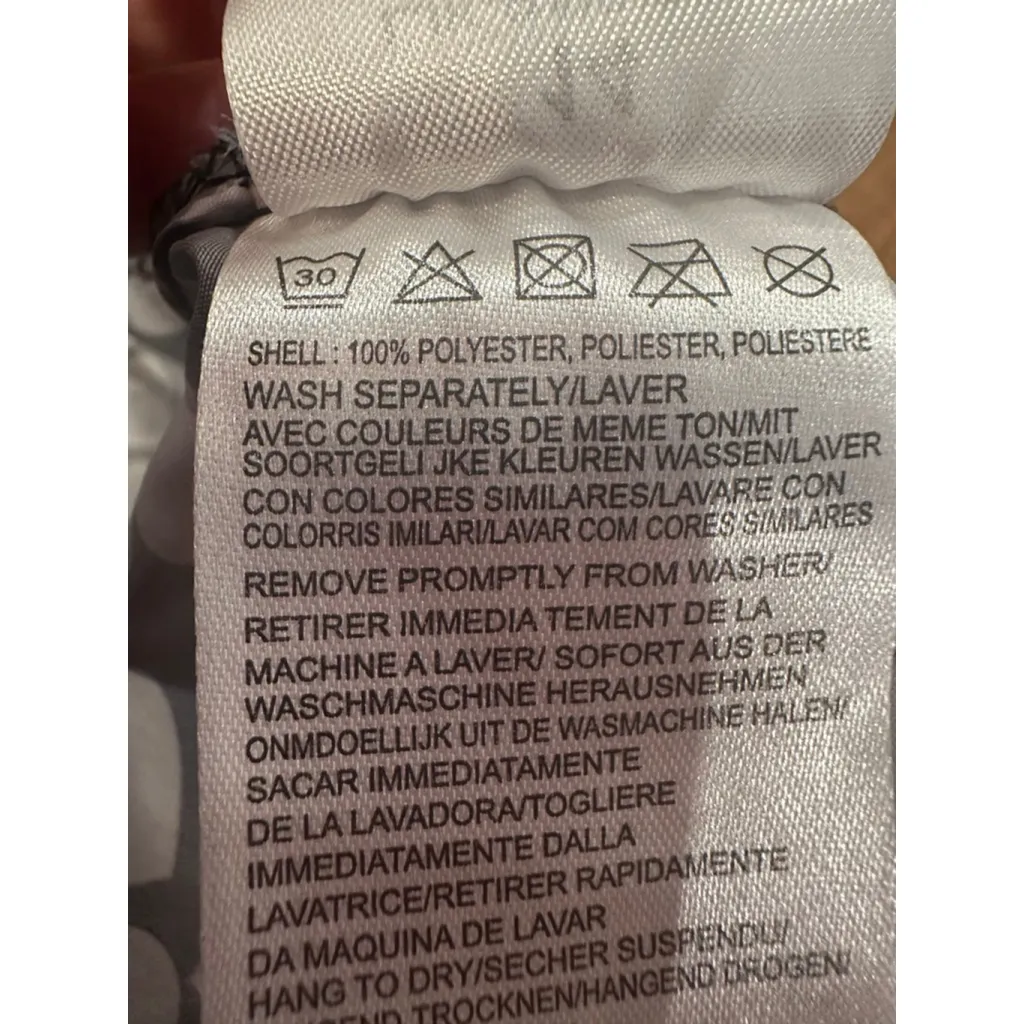 30
SHELL : 100% POLYESTER, POLIESTER, POLIESTERE
WASH SEPARATELY/LAVER
AVEC COULEURS DE MEME TON/MIT
SOORTGELI JKE KLEUREN WASSEN/LAVER
CON COLORES SIMILARES/LAVARE CON
COLORRIS IMILARI/LAVAR COM CORES SIMILARES
REMOVE PROMPTLY FROM WASHER/
RETIRER IMMEDIA TEMENT DE LA
MACHINE A LAVER/ SOFORT AUS DER
WASCHMASCHINE HERAUSNEHMEN
ONMDOELLIJK UIT DE WASMACHINE HALEN/
SACAR IMMEDIATAMENTE
DE LA LAVADORA/TOGLIERE
IMMEDIATAMENTE DALLA
LAVATRICE/RETIRER RAPIDAMENTE
DA MAQUINA DE LAVAR
HANG TO DRY/SECHER SUSPENDU/
TROCKNEN/HANGEND DROGEN/